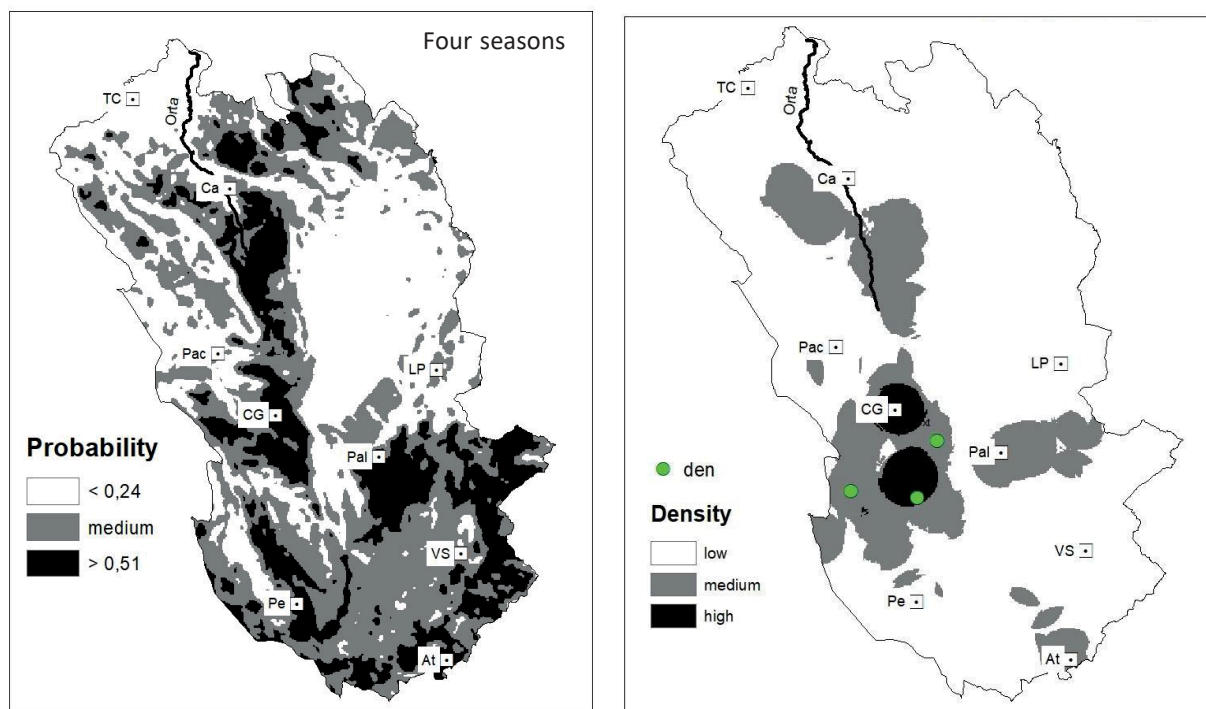 Four seasons
TC
Orta
Ca
Pac
LP
CG
Pal
VS
Pe
At
Probability
< 0,24
medium
> 0,51
TC
Orta
Ca
Pac
LP
CG
Pal
VS
Pe
At
den
Density
low
medium
high